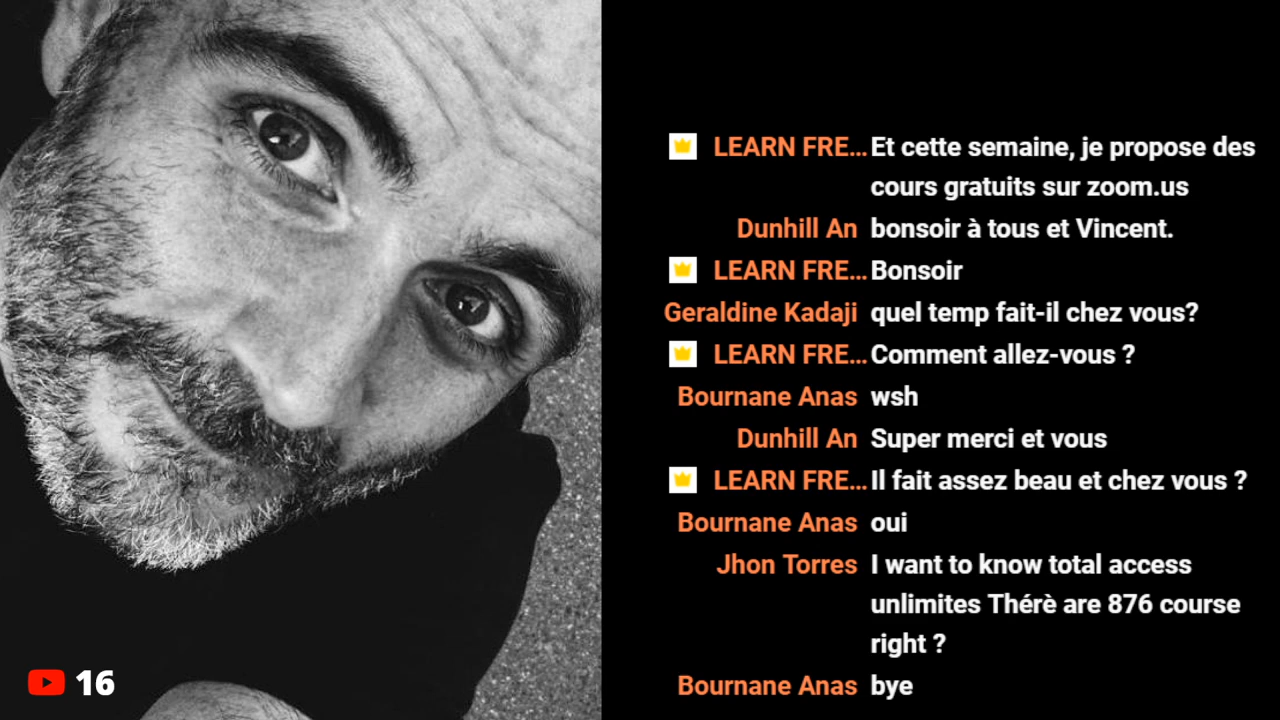 LEARN FRE... Et cette semaine, je propose des
cours gratuits sur zoom.us
Dunhill An bonsoir à tous et Vincent.
LEARN FRE... Bonsoir
Geraldine Kadaji quel temp fait-il chez vous?
LEARN FRE... Comment allez-vous ?
Bournane Anas wsh
Dunhill An Super merci et vous
LEARN FRE... Il fait assez beau et chez vous ?
Bournane Anas oui
Jhon Torres I want to know total access
unlimites Thérè are 876 course
right ?
Bournane Anas bye
16